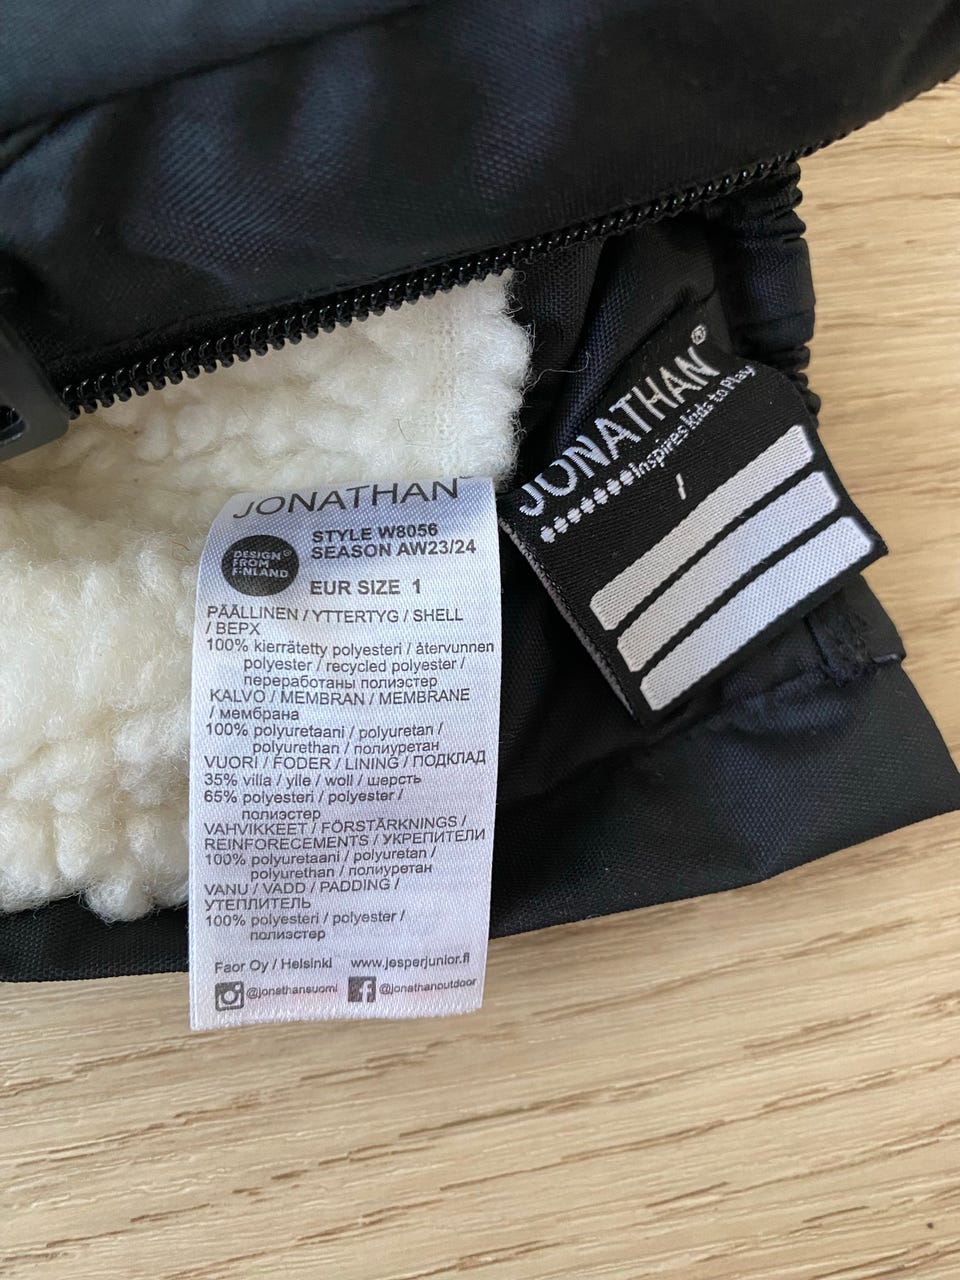 JONATHAN®
Inspires kids to Play
/
JONATHAN
DESIGN®
FROM
FINLAND
STYLE W8056
SEASON AW23/24
EUR SIZE 1
PÄÄLLINEN / YTTERTYG / SHELL
/ ВЕРХ
100% kierrätetty polyesteri / återvunnen
polyester / recycled polyester /
переработаны полиэстер
KALVO / MEMBRAN / MEMBRANE
/ мембрана
100% polyuretaani / polyuretan /
polyurethan / полиуретан
VUORI / FODER / LINING / ПОДКЛАД
35% villa / ylle / woll / шерсть
65% polyesteri / polyester /
полиэстер
VAHVIKKEET / FÖRSTÄRKNINGS /
REINFORECEMENTS / УКРЕПИТЕЛИ
100% polyuretaani / polyuretan /
polyurethan / полиуретан
VANU / VADD / PADDING /
УТЕПЛИТЕЛЬ
100% polyesteri / polyester /
полиэстер
Faor Oy / Helsinki www.jesperjunior.fi
@jonathansuomi @jonathanoutdoor